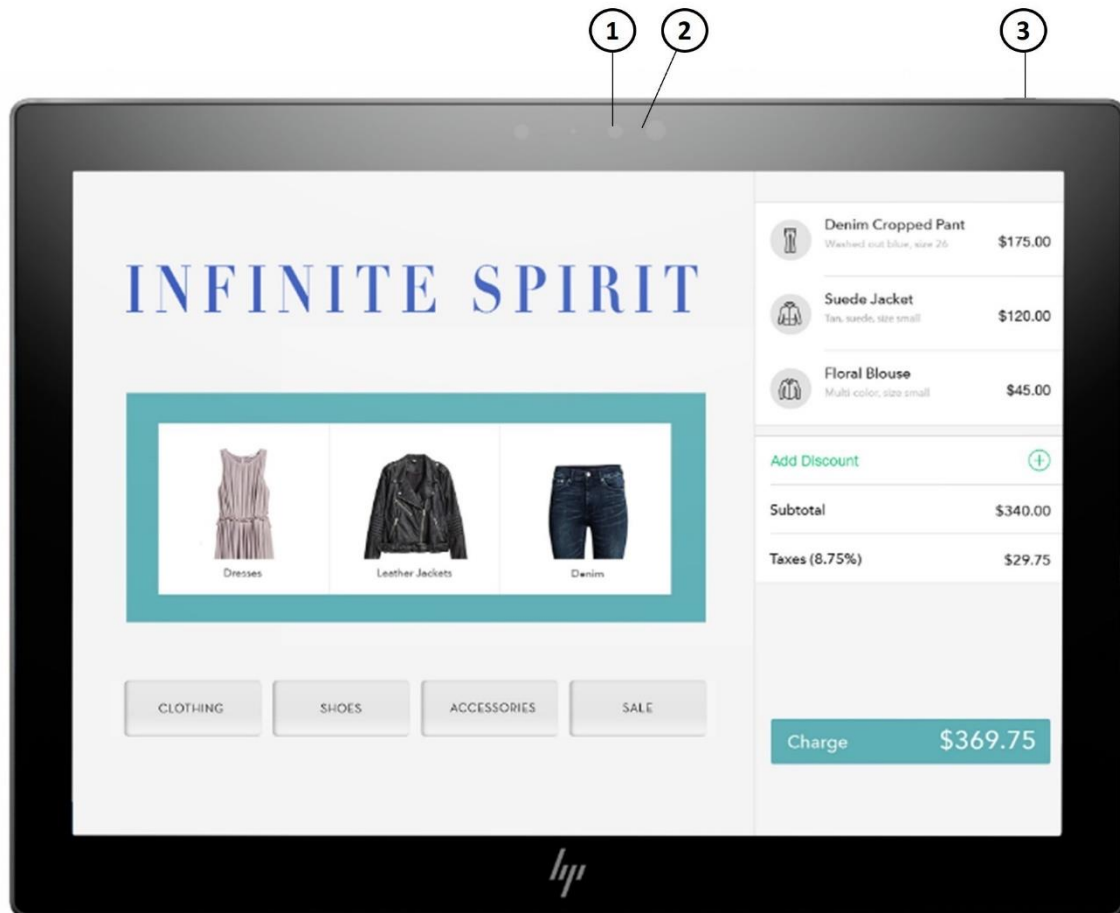 1 2 3
INFINITE SPIRIT
Dresses Leather Jackets Denim
CLOTHING SHOES ACCESSORIES SALE
Denim Cropped Pant
Washed out blue, size 26 $175.00
Suede Jacket
Tan, suede, size small $120.00
Floral Blouse
Multi color, size small $45.00
Add Discount
Subtotal $340.00
Taxes (8.75%) $29.75
Charge $369.75
hp